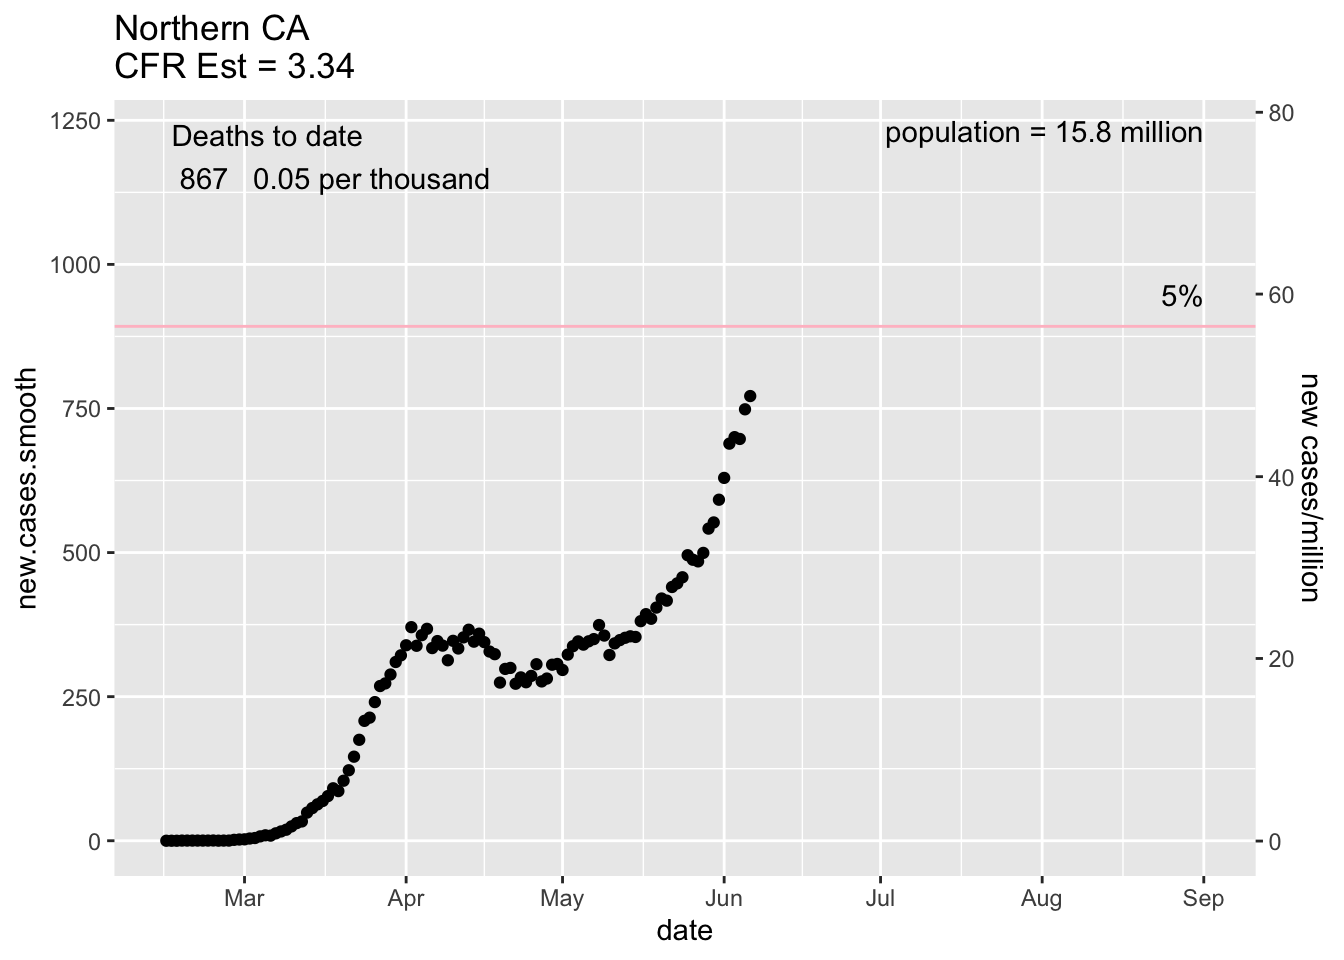 Northern CA
CFR Est = 3.34
Deaths to date
867 0.05 per thousand
population = 15.8 million
5%
new.cases.smooth
1250
1000
750
500
250
0
80
60
40
20
0
new cases/million
Mar Apr May Jun Jul Aug Sep
date